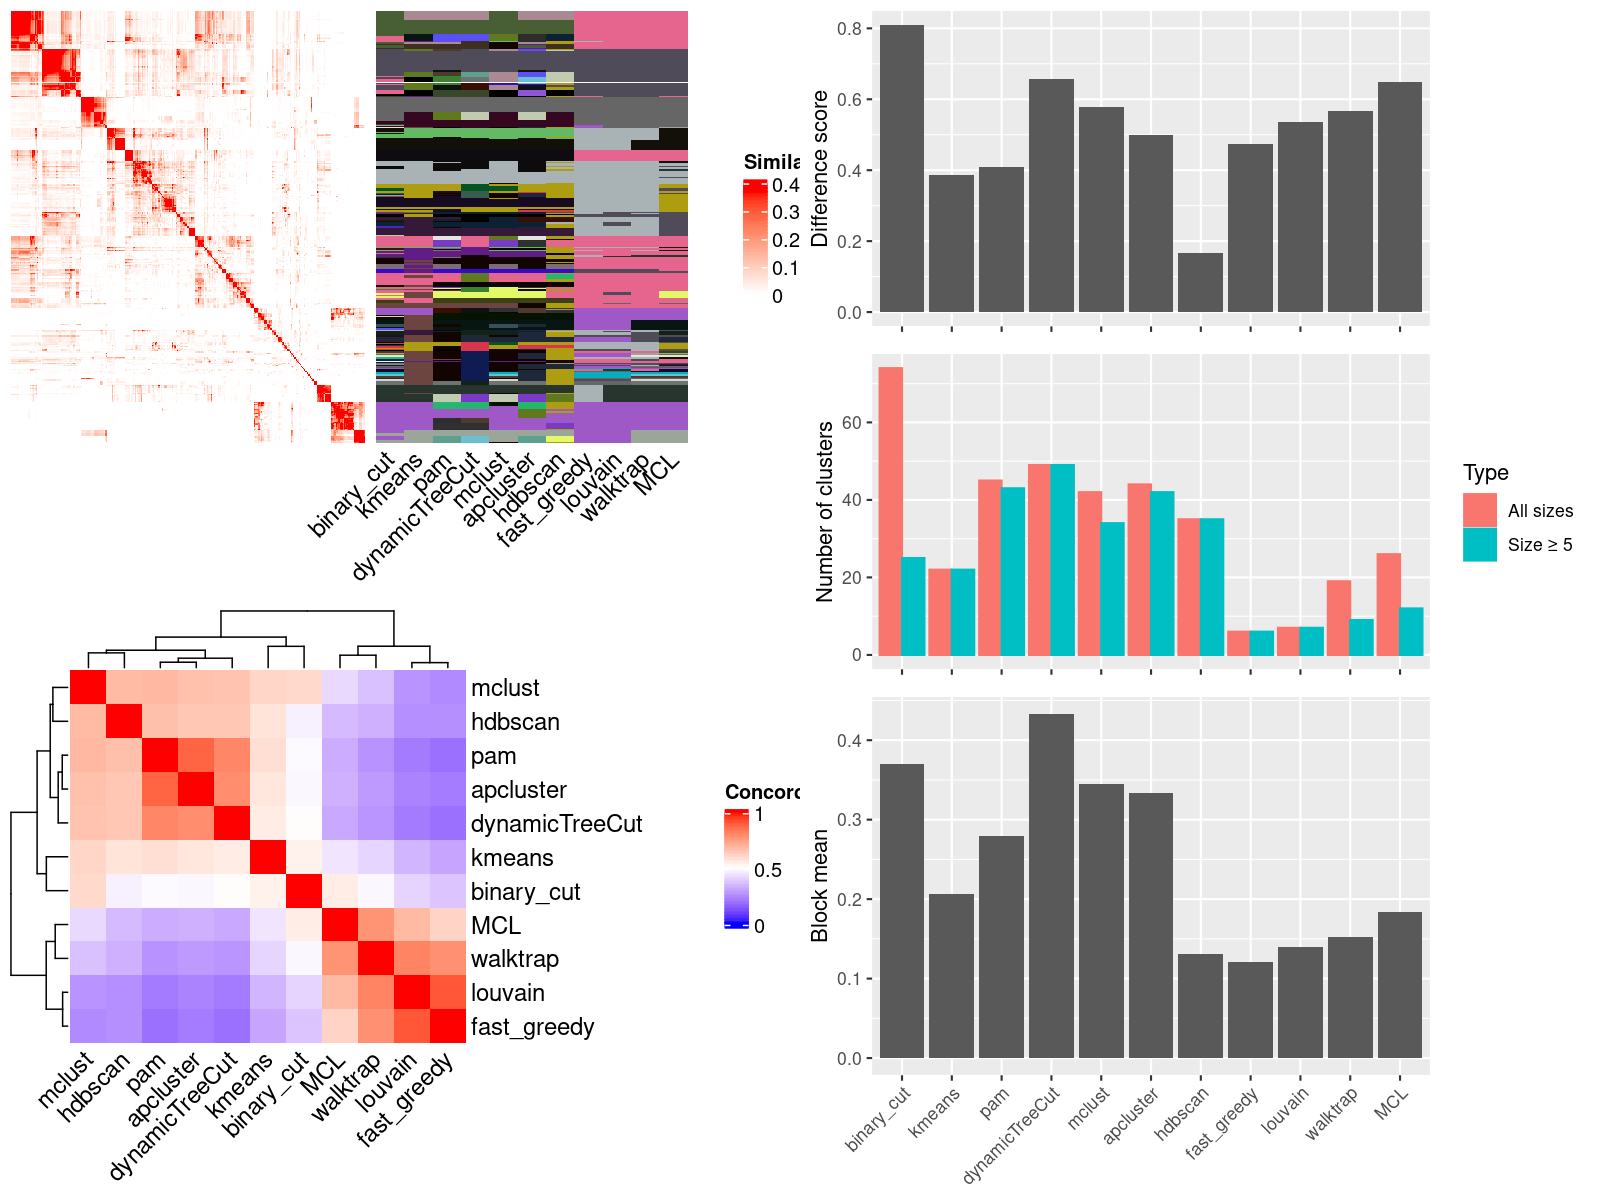 Simila
0.4
0.3
0.2
0.1
0
binary_cut
kmeans
pam
dynamicTreeCut
mclust
apcluster
hdbscan
fast_greedy
louvain
walktrap
MCL
mclust
hdbscan
pam
apcluster
dynamicTreeCut
kmeans
binary_cut
MCL
walktrap
louvain
fast_greedy
mclust
hdbscan
pam
apcluster
dynamicTreeCut
kmeans
binary_cut
MCL
walktrap
louvain
fast_greedy
Concord
1
0.5
0
Difference score
0.8
0.6
0.4
0.2
0.0
Number of clusters
60
40
20
0
Type
All sizes
Size ≥ 5
Block mean
0.4
0.3
0.2
0.1
0.0
binary_cut
kmeans
pam
dynamicTreeCut
mclust
apcluster
hdbscan
fast_greedy
louvain
walktrap
MCL